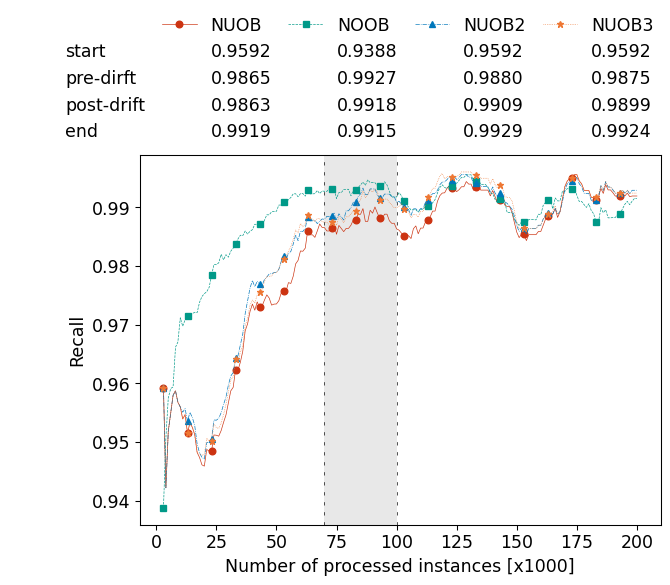 NUOB NOOB NUOB2 NUOB3
start 0.9592 0.9388 0.9592 0.9592
pre-dirft 0.9865 0.9927 0.9880 0.9875
post-drift 0.9863 0.9918 0.9909 0.9899
end 0.9919 0.9915 0.9929 0.9924
0.99
0.98
0.97
0.96
0.95
0.94
Recall
0 25 50 75 100 125 150 175 200
Number of processed instances [x1000]